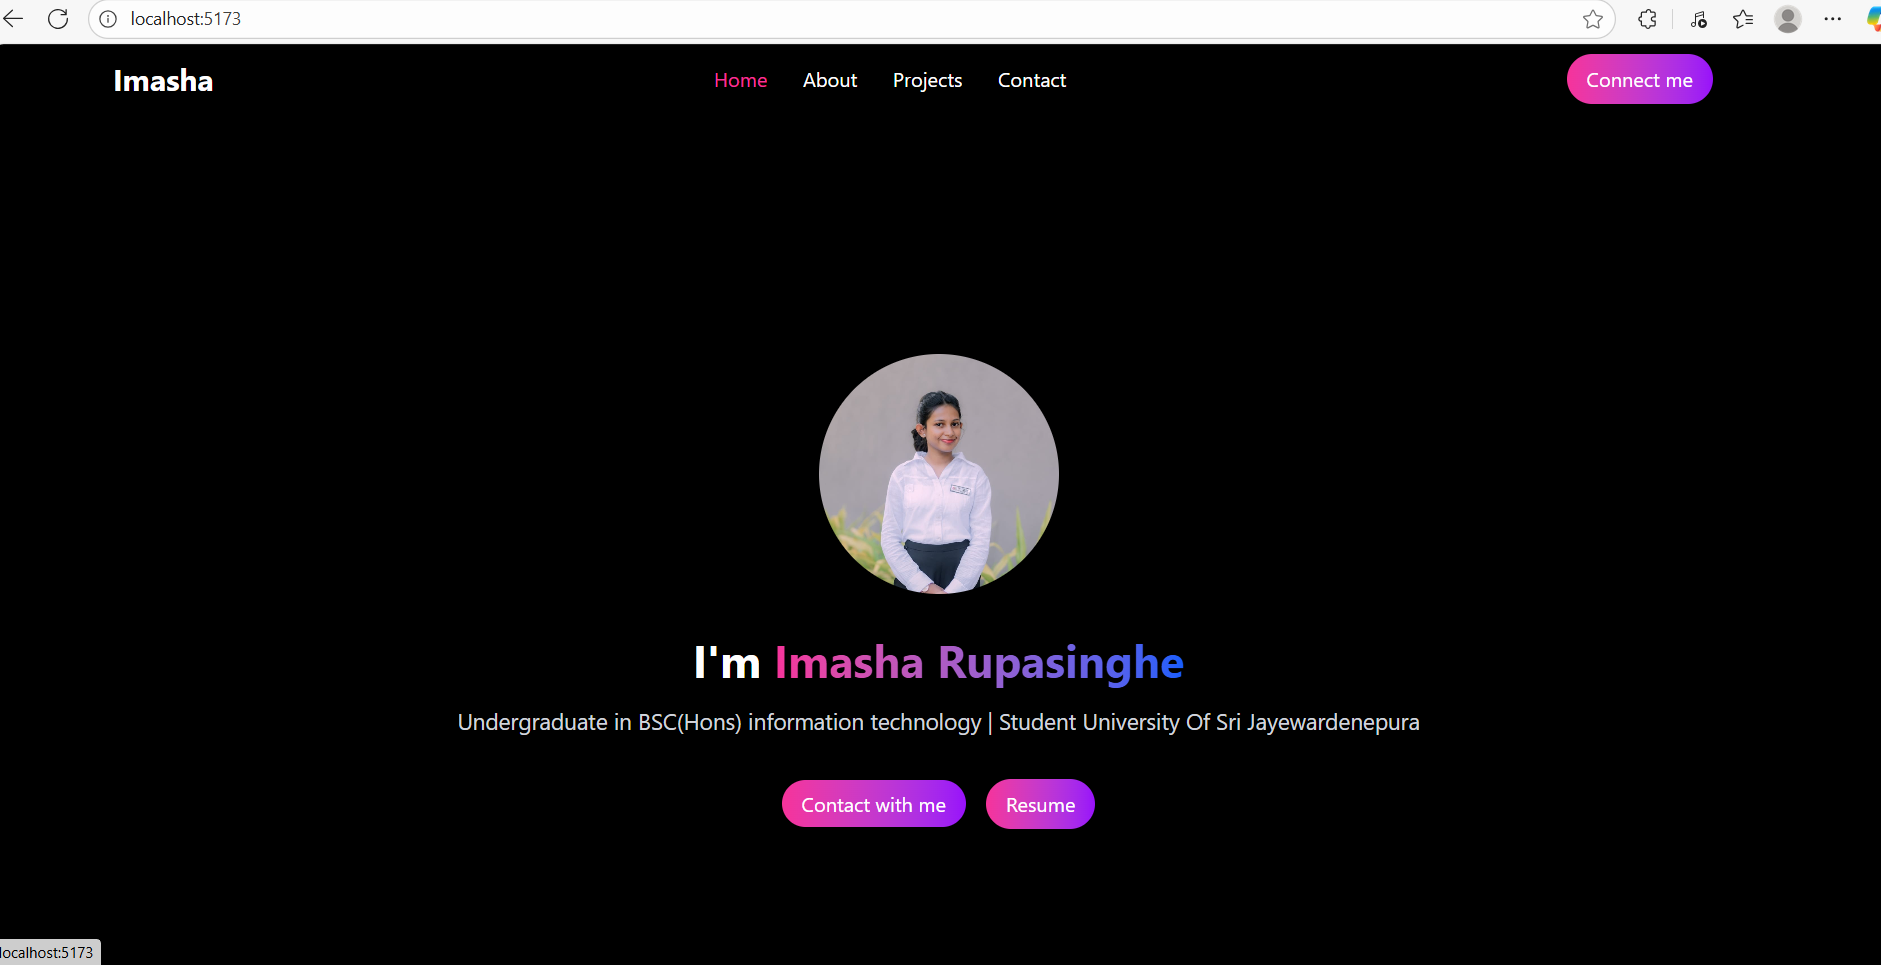 localhost:5173
Imasha
Home About Projects Contact
Connect me
I'm Imasha Rupasinghe
Undergraduate in BSC(Hons) information technology | Student University Of Sri Jayewardenepura
Contact with me
Resume
localhost:5173